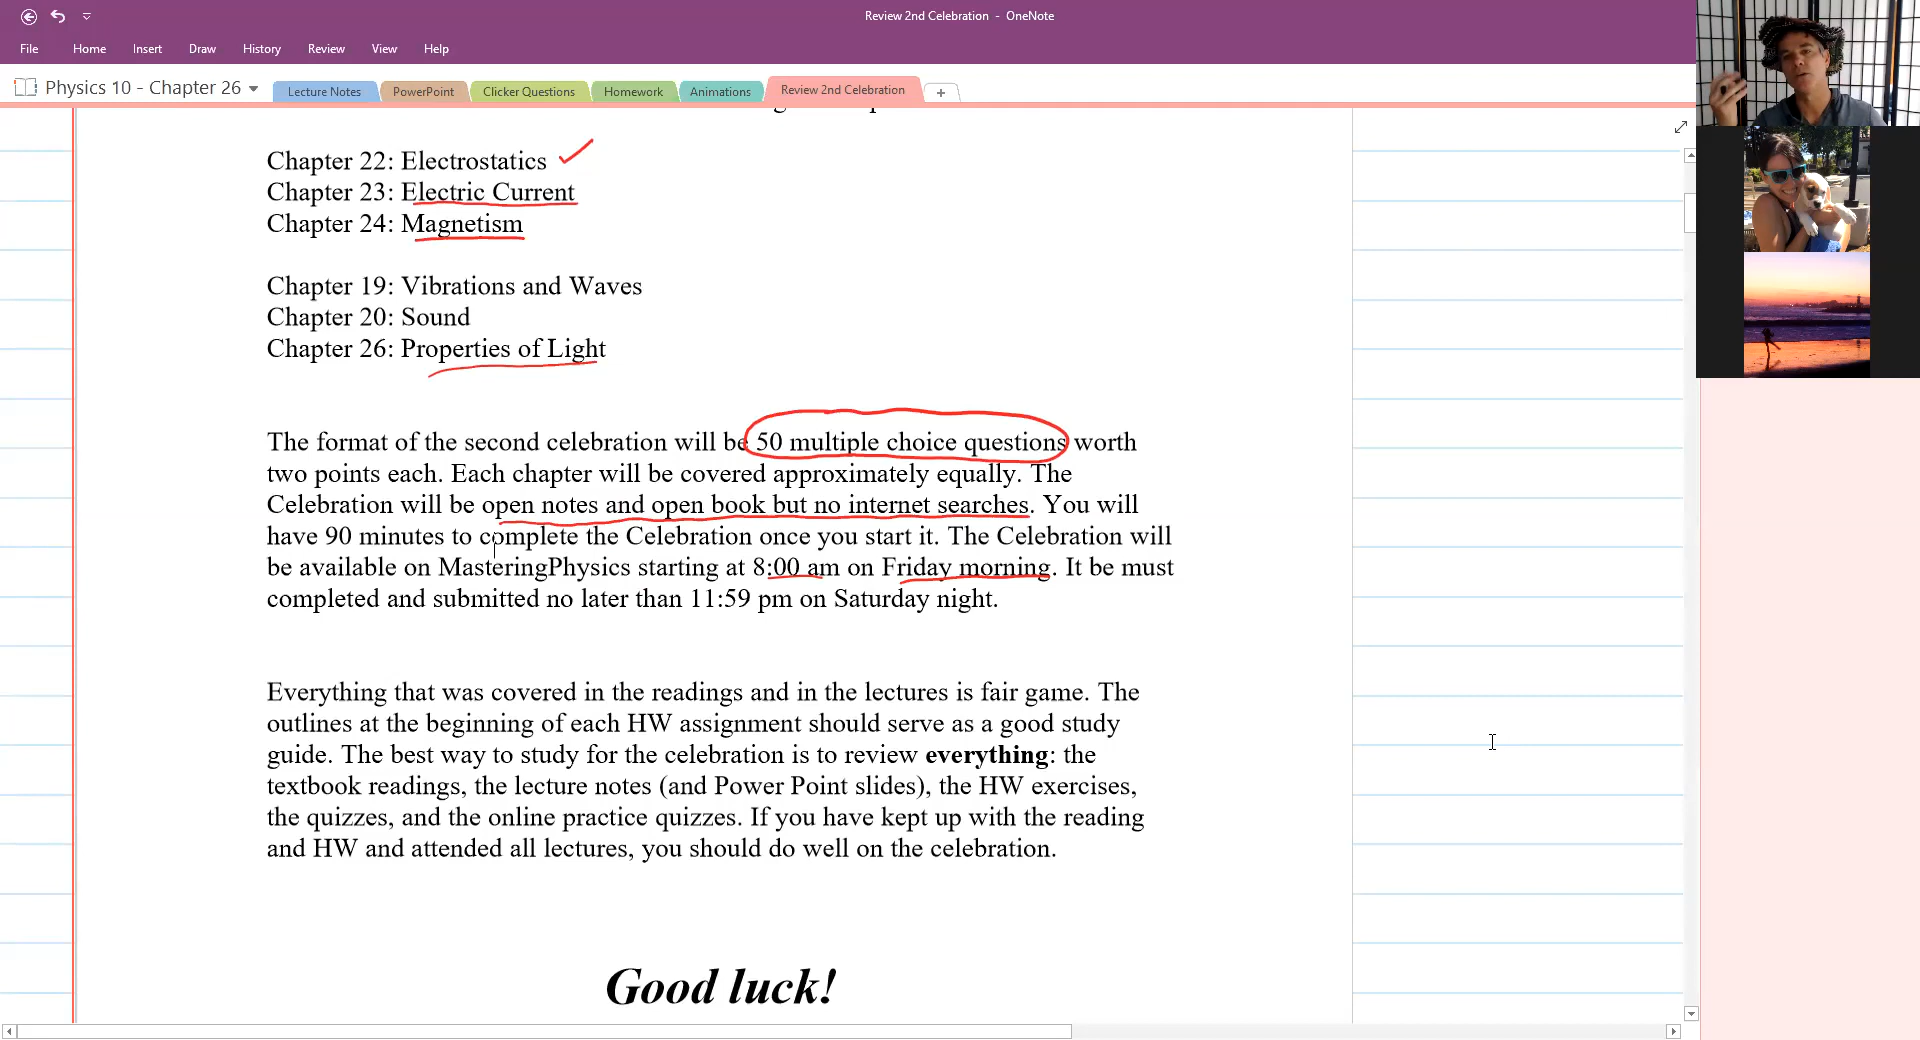 Review 2nd Celebration - OneNote
File Home Insert Draw History Review View Help
Physics 10 - Chapter 26 Lecture Notes PowerPoint Clicker Questions Homework Animations Review 2nd Celebration
Chapter 22: Electrostatics
Chapter 23: Electric Current
Chapter 24: Magnetism
Chapter 19: Vibrations and Waves
Chapter 20: Sound
Chapter 26: Properties of Light
The format of the second celebration will be 50 multiple choice questions worth
two points each. Each chapter will be covered approximately equally. The
Celebration will be open notes and open book but no internet searches. You will
have 90 minutes to complete the Celebration once you start it. The Celebration will
be available on MasteringPhysics starting at 8:00 am on Friday morning. It be must
completed and submitted no later than 11:59 pm on Saturday night.
Everything that was covered in the readings and in the lectures is fair game. The
outlines at the beginning of each HW assignment should serve as a good study
guide. The best way to study for the celebration is to review everything: the
textbook readings, the lecture notes (and Power Point slides), the HW exercises,
the quizzes, and the online practice quizzes. If you have kept up with the reading
and HW and attended all lectures, you should do well on the celebration.
Good luck!